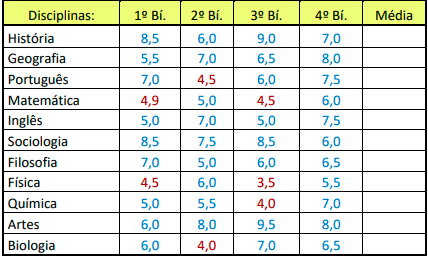 Disciplinas: 1º Bí. 2º Bí. 3º Bí. 4º Bí. Média
História 8,5 6,0 9,0 7,0
Geografia 5,5 7,0 6,5 8,0
Português 7,0 4,5 6,0 7,5
Matemática 4,9 5,0 4,5 6,0
Inglês 5,0 7,0 5,0 7,5
Sociologia 8,5 7,5 8,5 6,0
Filosofia 7,0 5,0 6,0 6,5
Física 4,5 6,0 3,5 5,5
Química 5,0 5,5 4,0 7,0
Artes 6,0 8,0 9,5 8,0
Biologia 6,0 4,0 7,0 6,5